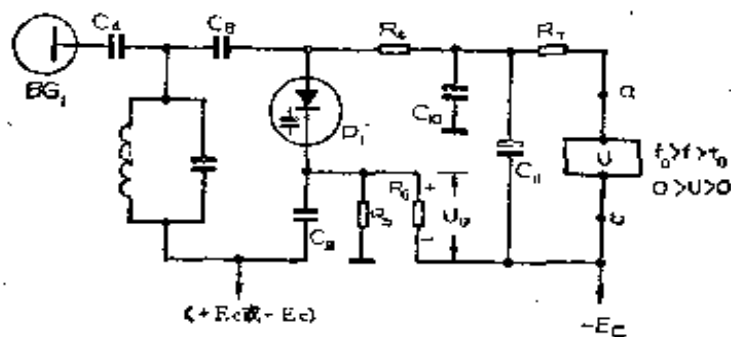 C₄
C₈
R₄
R₇
BG₁
D₁
C₁₀
C₁₁
a
U
f₀>f>f₀
0>U>0
C₉
R₅
R₆
+
U₀
−
(+Ec或−Ec)
−Ec